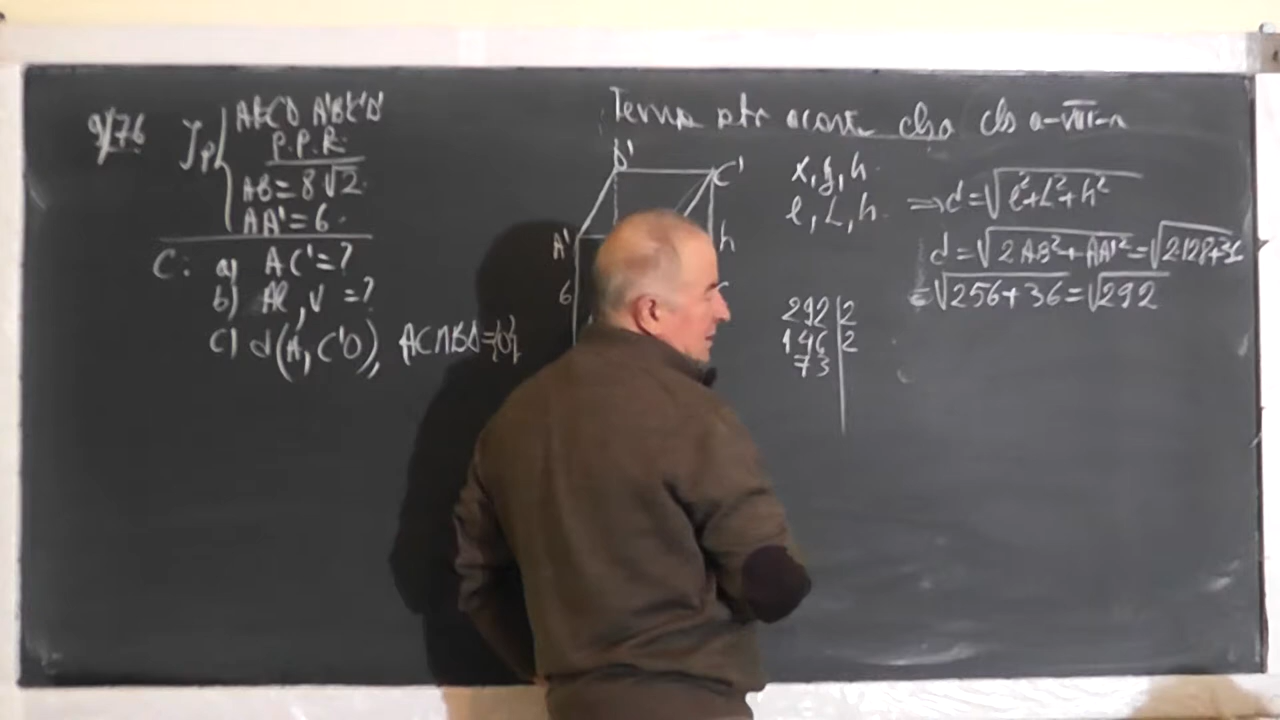 9/76
Ip
ABCD A'B'C'D'
P.P.R.
AB=8√2
AA'=6
C: a) AC'=?
b) Al, V =?
c) d(A, C'O), AC∩BD={O}
Tema ptr acasa cls a-VIII-a
D'
C'
A'
h
6
x, y, h
l, L, h ⇒ d=√l²+L²+h²
d=√2AB²+AA'²=√2·128+36
=√256+36=√292
292|2
146|2
73